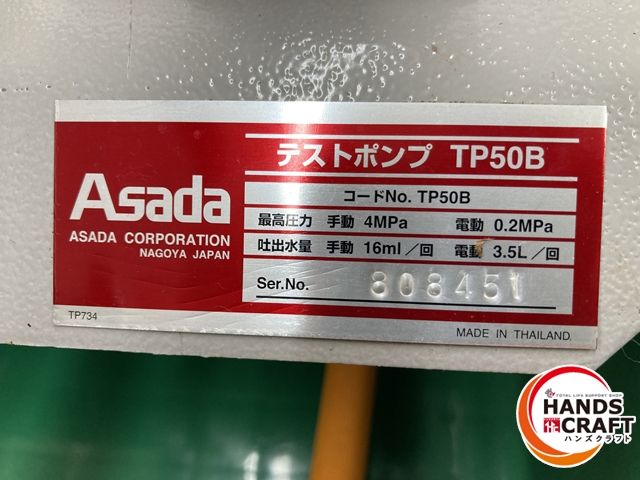 Asada
ASADA CORPORATION
NAGOYA JAPAN
テストポンプ TP50B
コードNo. TP50B
最高圧力 手動 4MPa 電動 0.2MPa
吐出水量 手動 16ml/回 電動 3.5L/回
Ser.No. 808451
TP734
MADE IN THAILAND
TOTAL LIFE SUPPORT SHOP
HANDS
CRAFT
ハンズクラフト